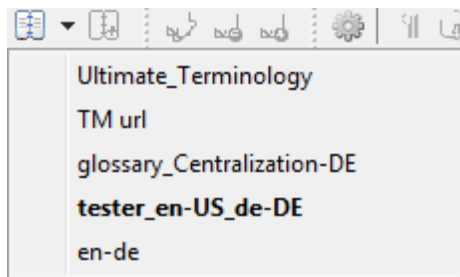 Ultimate_Terminology
TM url
glossary_Centralization-DE
tester_en-US_de-DE
en-de